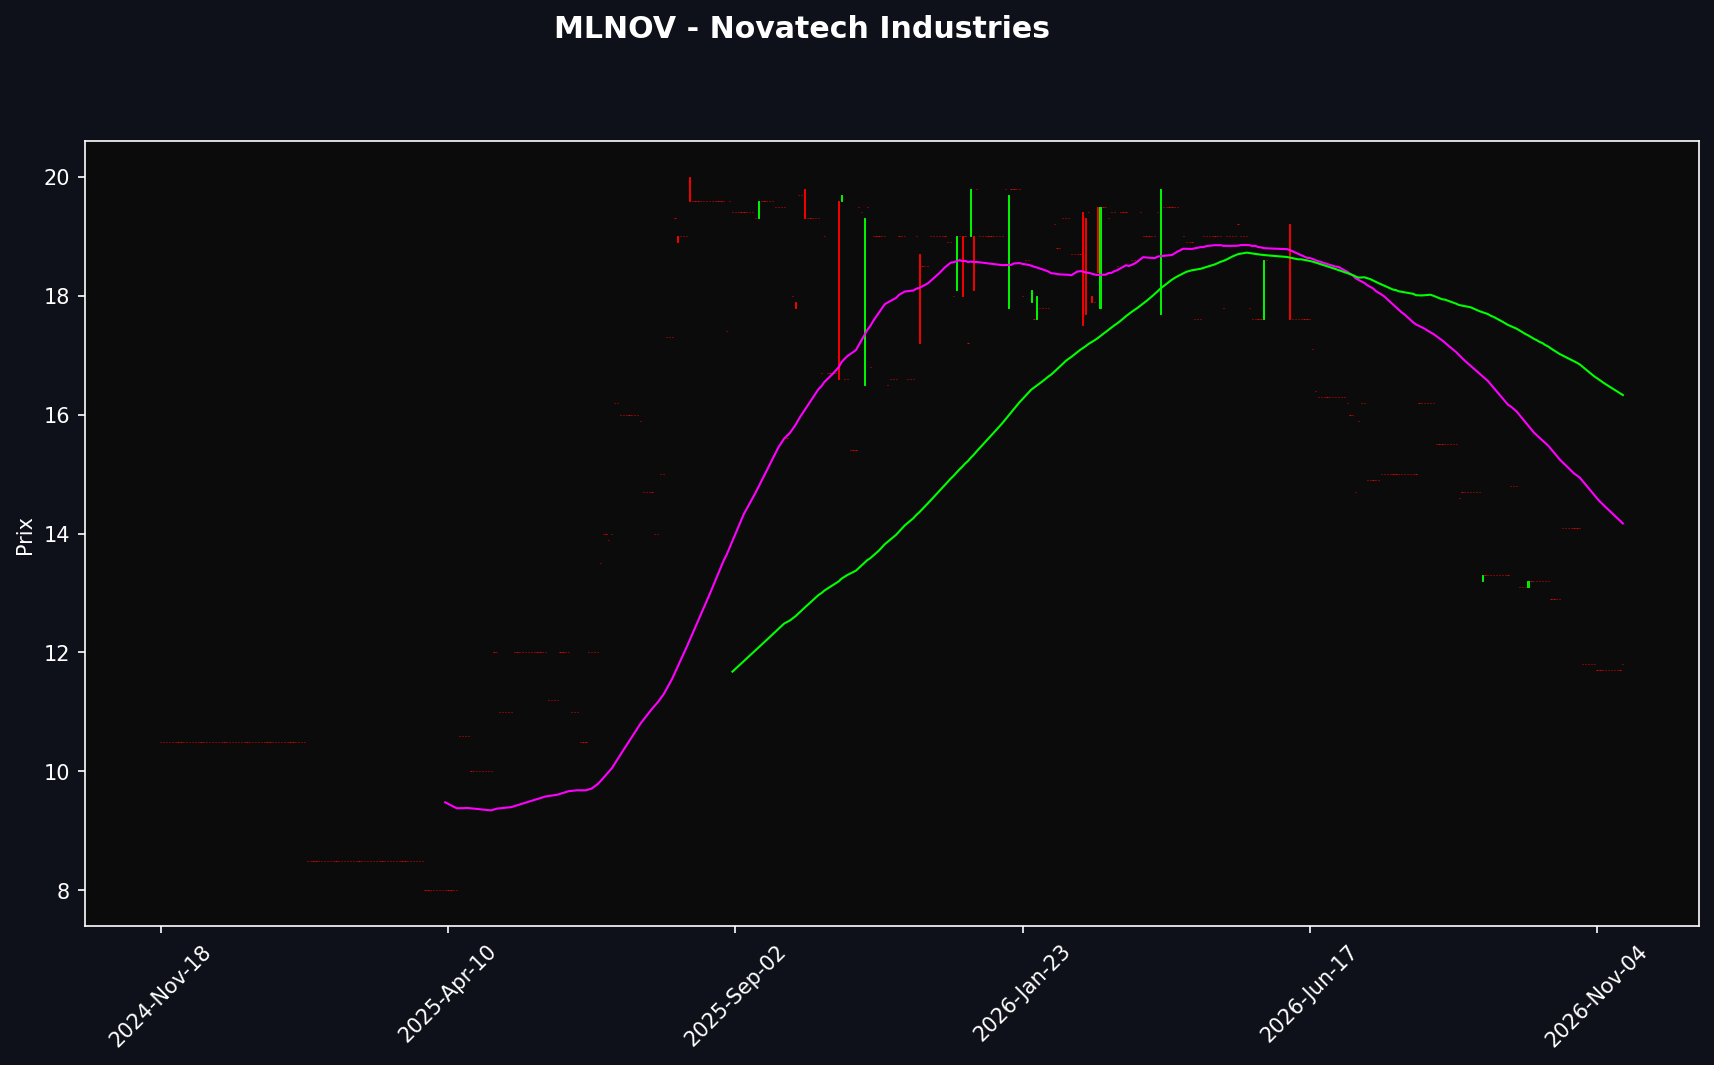 MLNOV - Novatech Industries
Prix
20
18
16
14
12
10
8
2024-Nov-18
2025-Apr-10
2025-Sep-02
2026-Jan-23
2026-Jun-17
2026-Nov-04